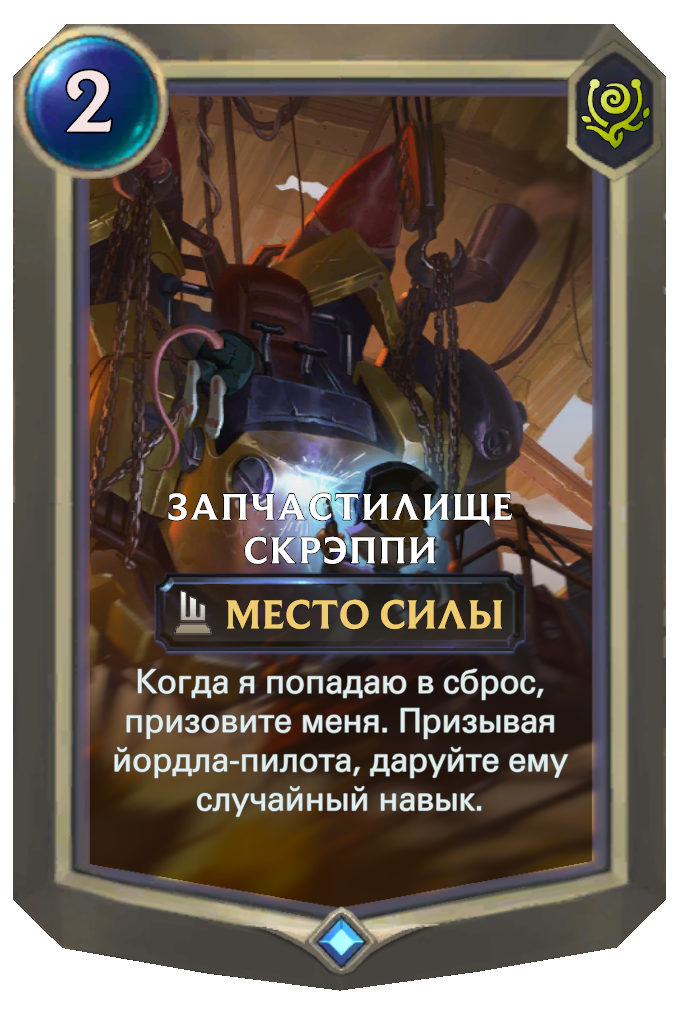 2
ЗАПЧАСТИЛИЩЕ
СКРЭППИ
МЕСТО СИЛЫ
Когда я попадаю в сброс,
призовите меня. Призывая
йордла-пилота, даруйте ему
случайный навык.